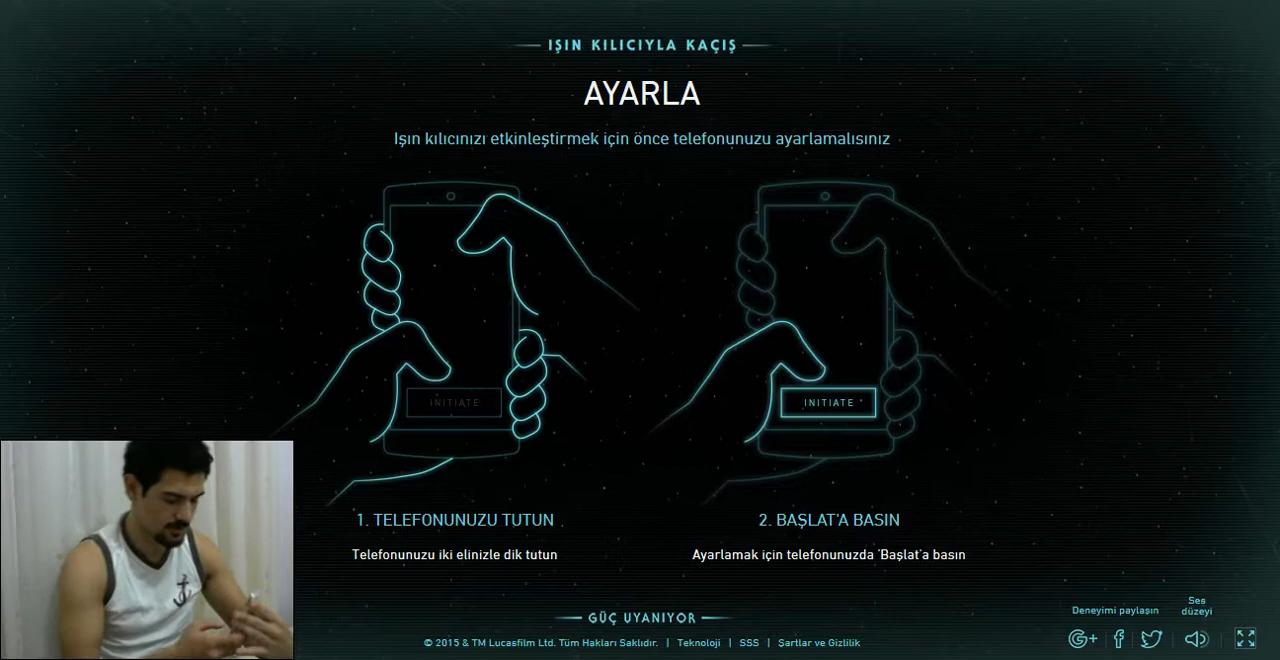 IŞIN KILICIYLA KAÇIŞ
AYARLA
Işın kılıcınızı etkinleştirmek için önce telefonunuzu ayarlamalısınız
INITIATE
INITIATE
1. TELEFONUNUZU TUTUN
Telefonunuzu iki elinizle dik tutun
2. BAŞLAT'A BASIN
Ayarlamak için telefonunuzda 'Başlat'a basın
GÜÇ UYANIYOR
© 2015 & TM Lucasfilm Ltd. Tüm Hakları Saklıdır. | Teknoloji | SSS | Şartlar ve Gizlilik
Deneyimi paylaşın
Ses
düzeyi
G+